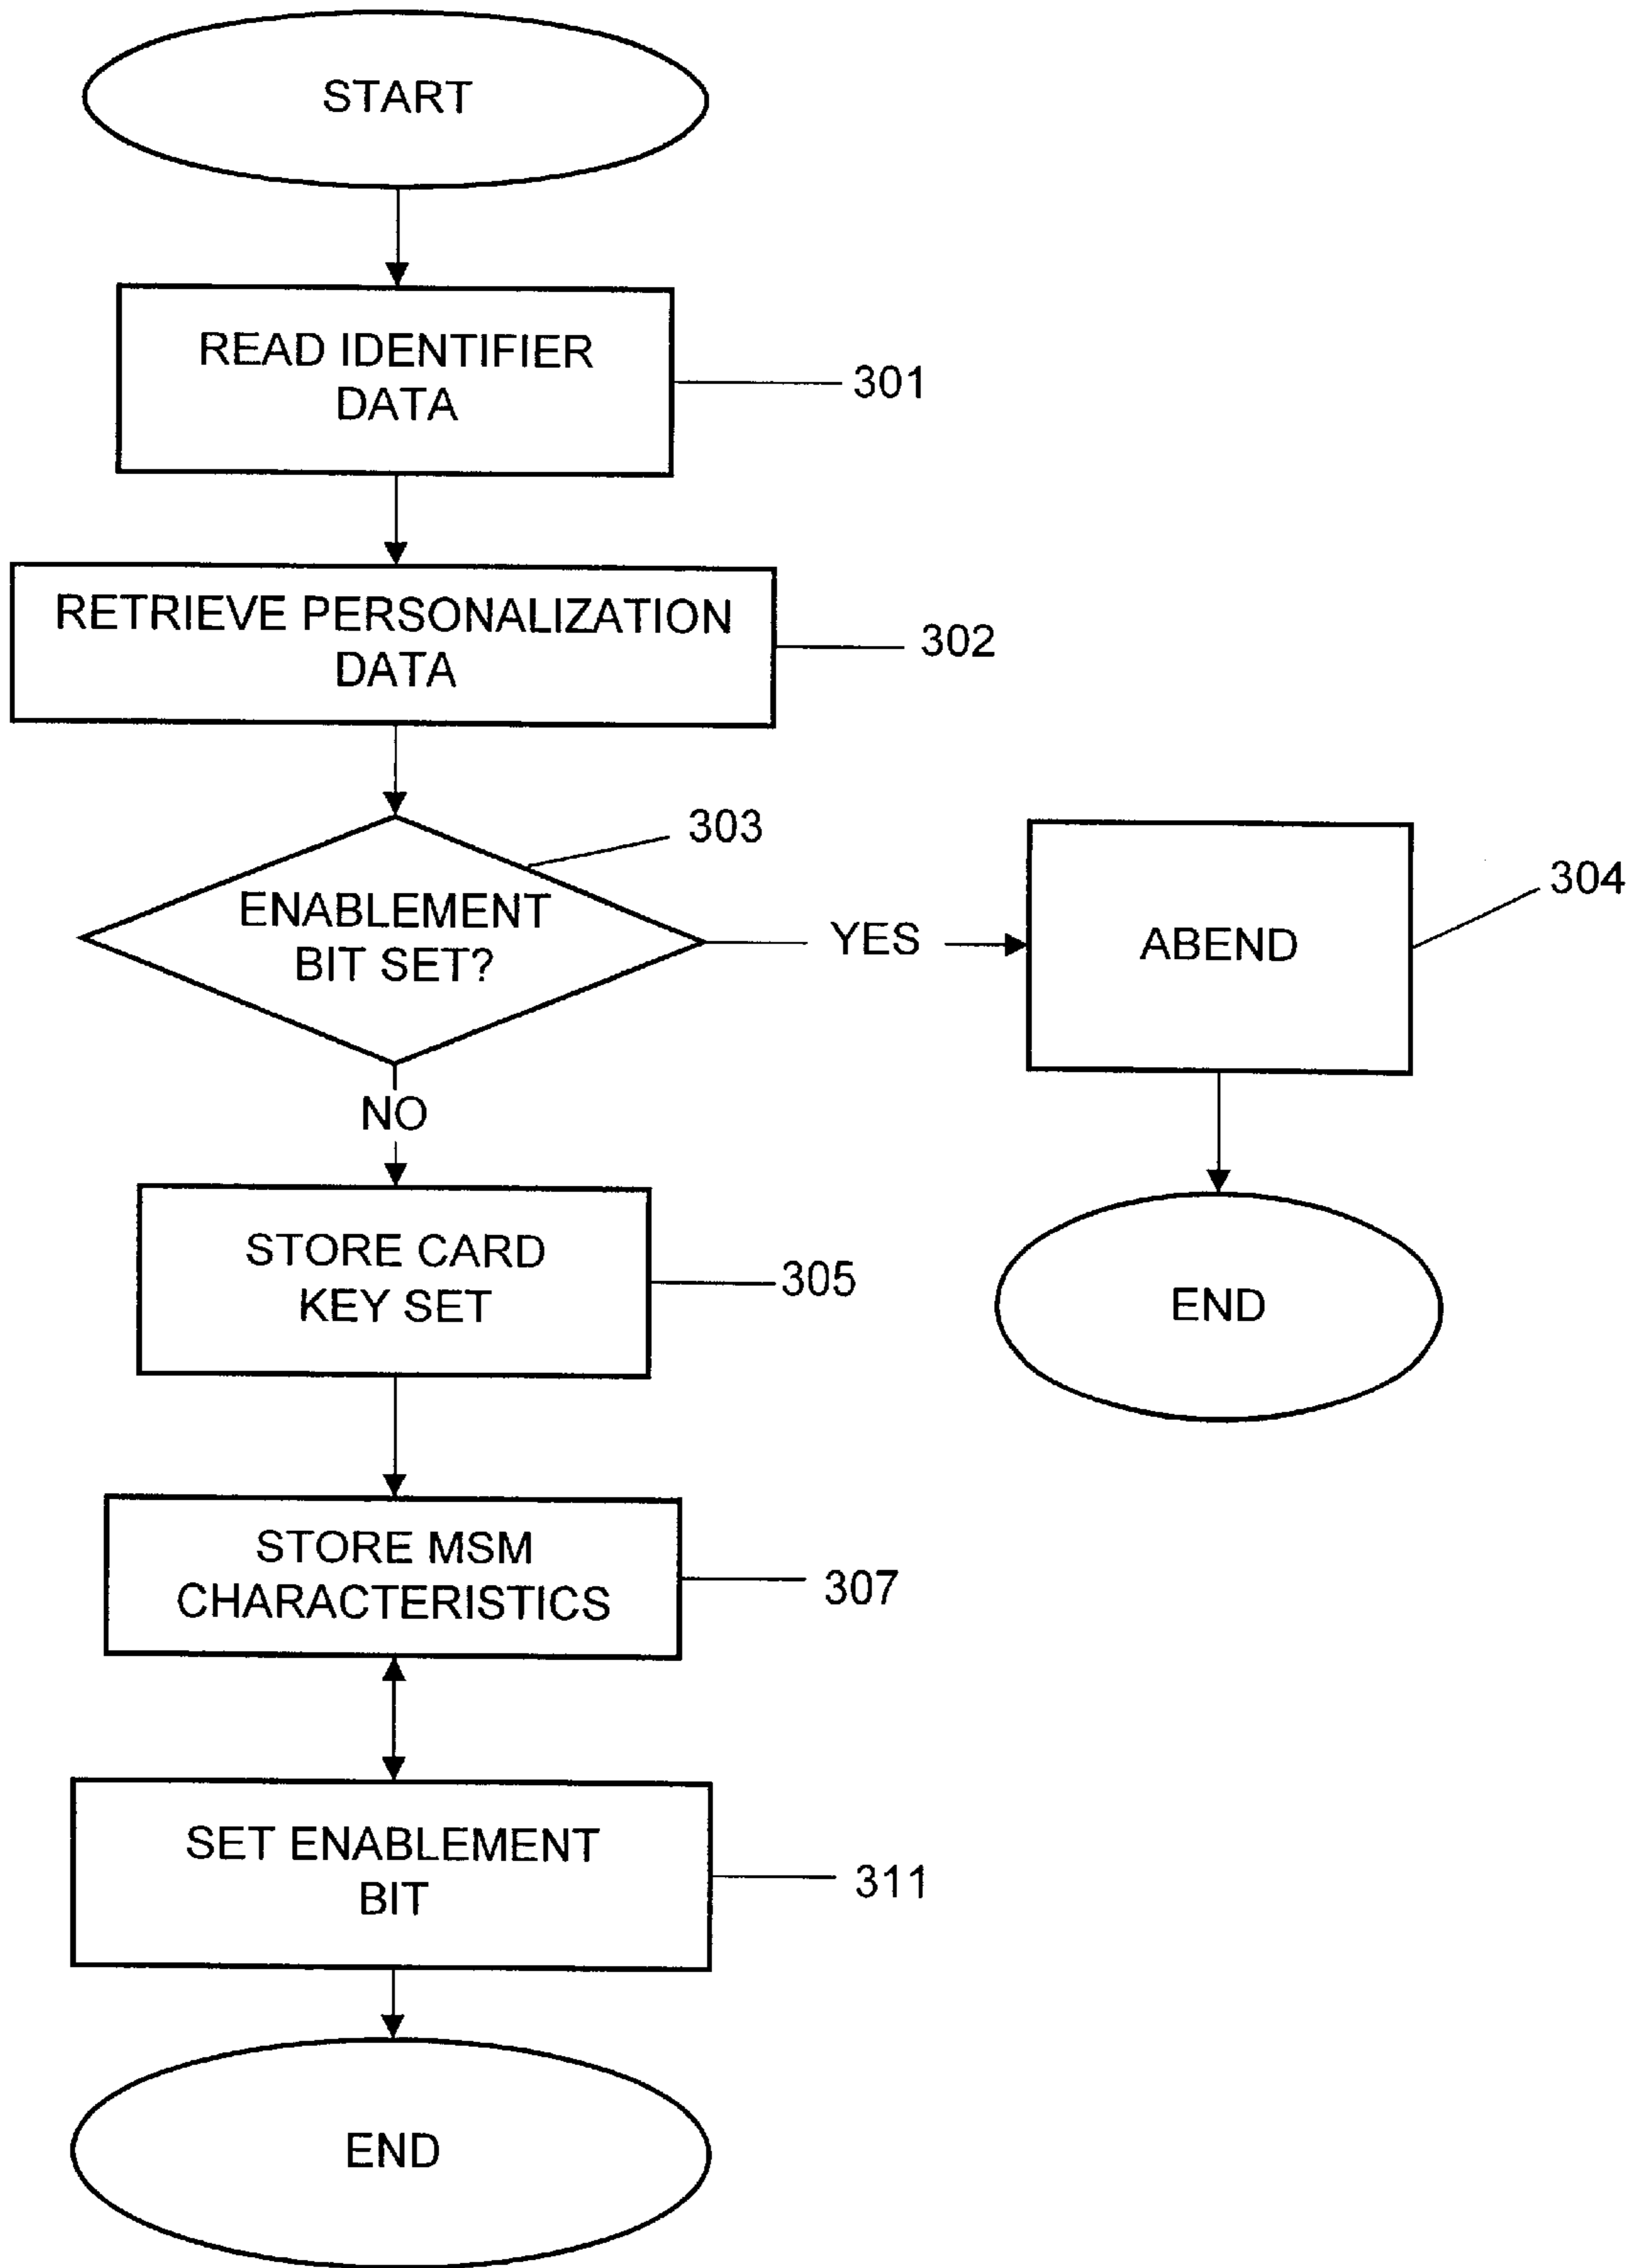 START
READ IDENTIFIER
DATA
301
RETRIEVE PERSONALIZATION
DATA
302
303
ENABLEMENT
BIT SET?
YES
ABEND
304
NO
STORE CARD
KEY SET
305
END
STORE MSM
CHARACTERISTICS
307
SET ENABLEMENT
BIT
311
END